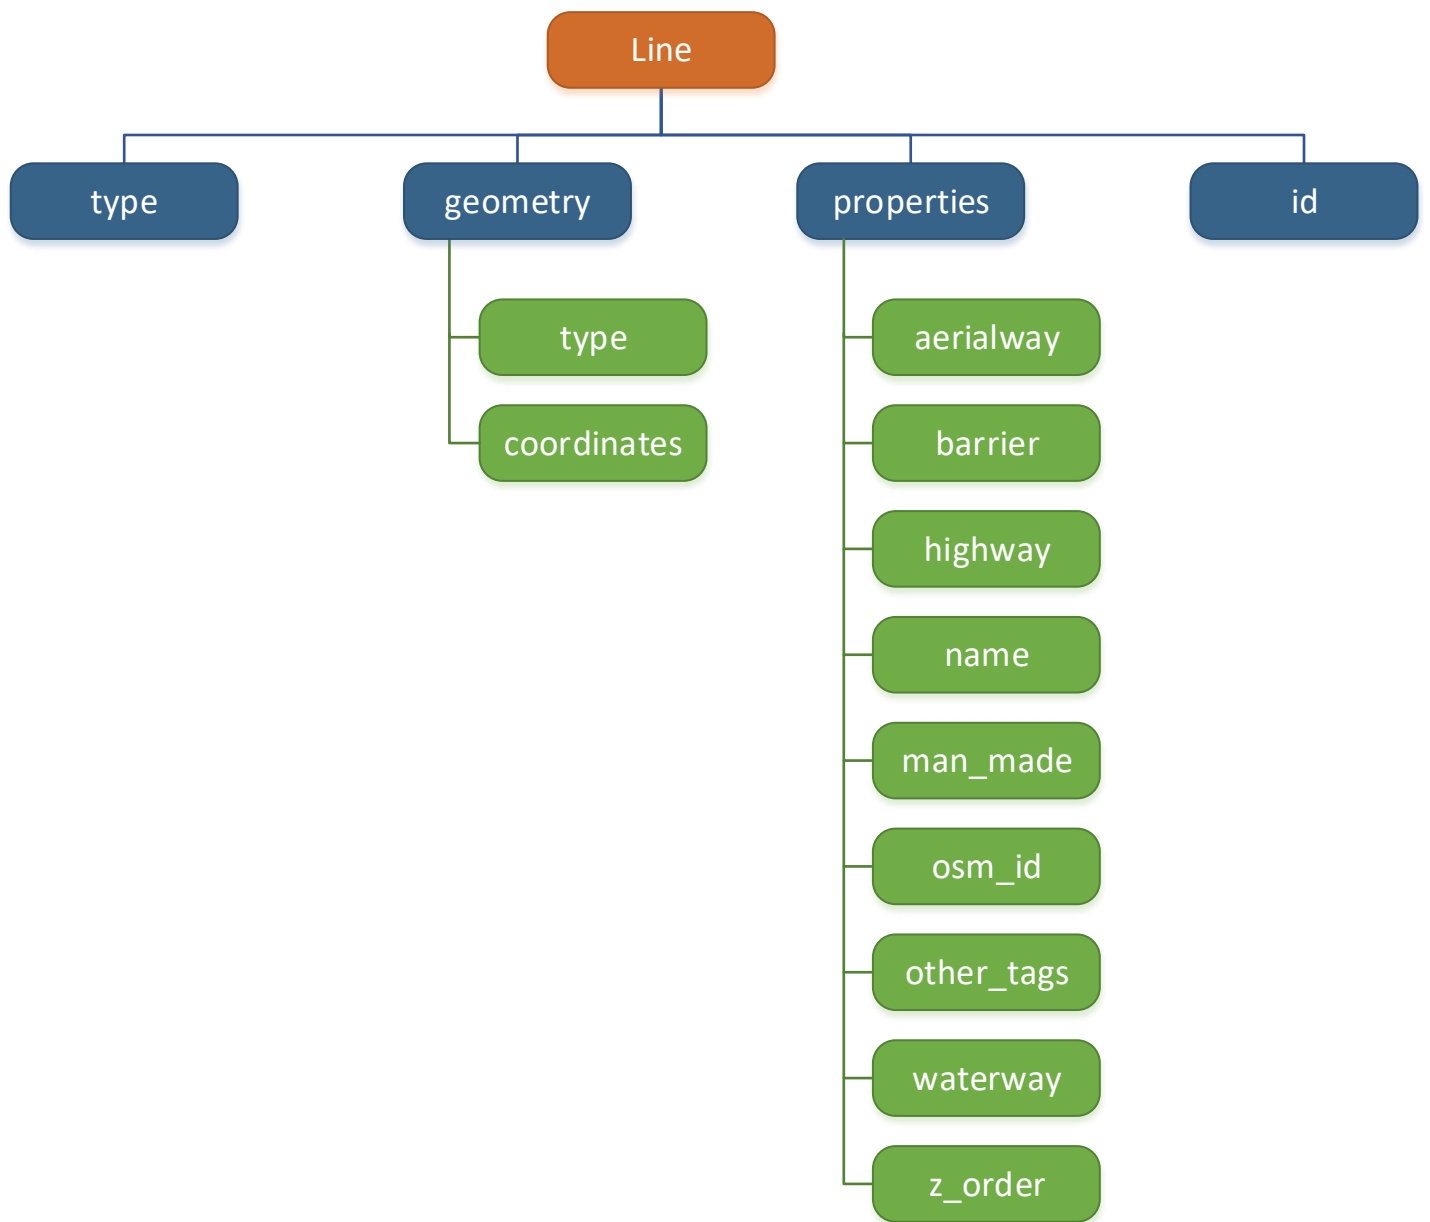 Line
type
geometry
properties
id
type
coordinates
aerialway
barrier
highway
name
man_made
osm_id
other_tags
waterway
z_order